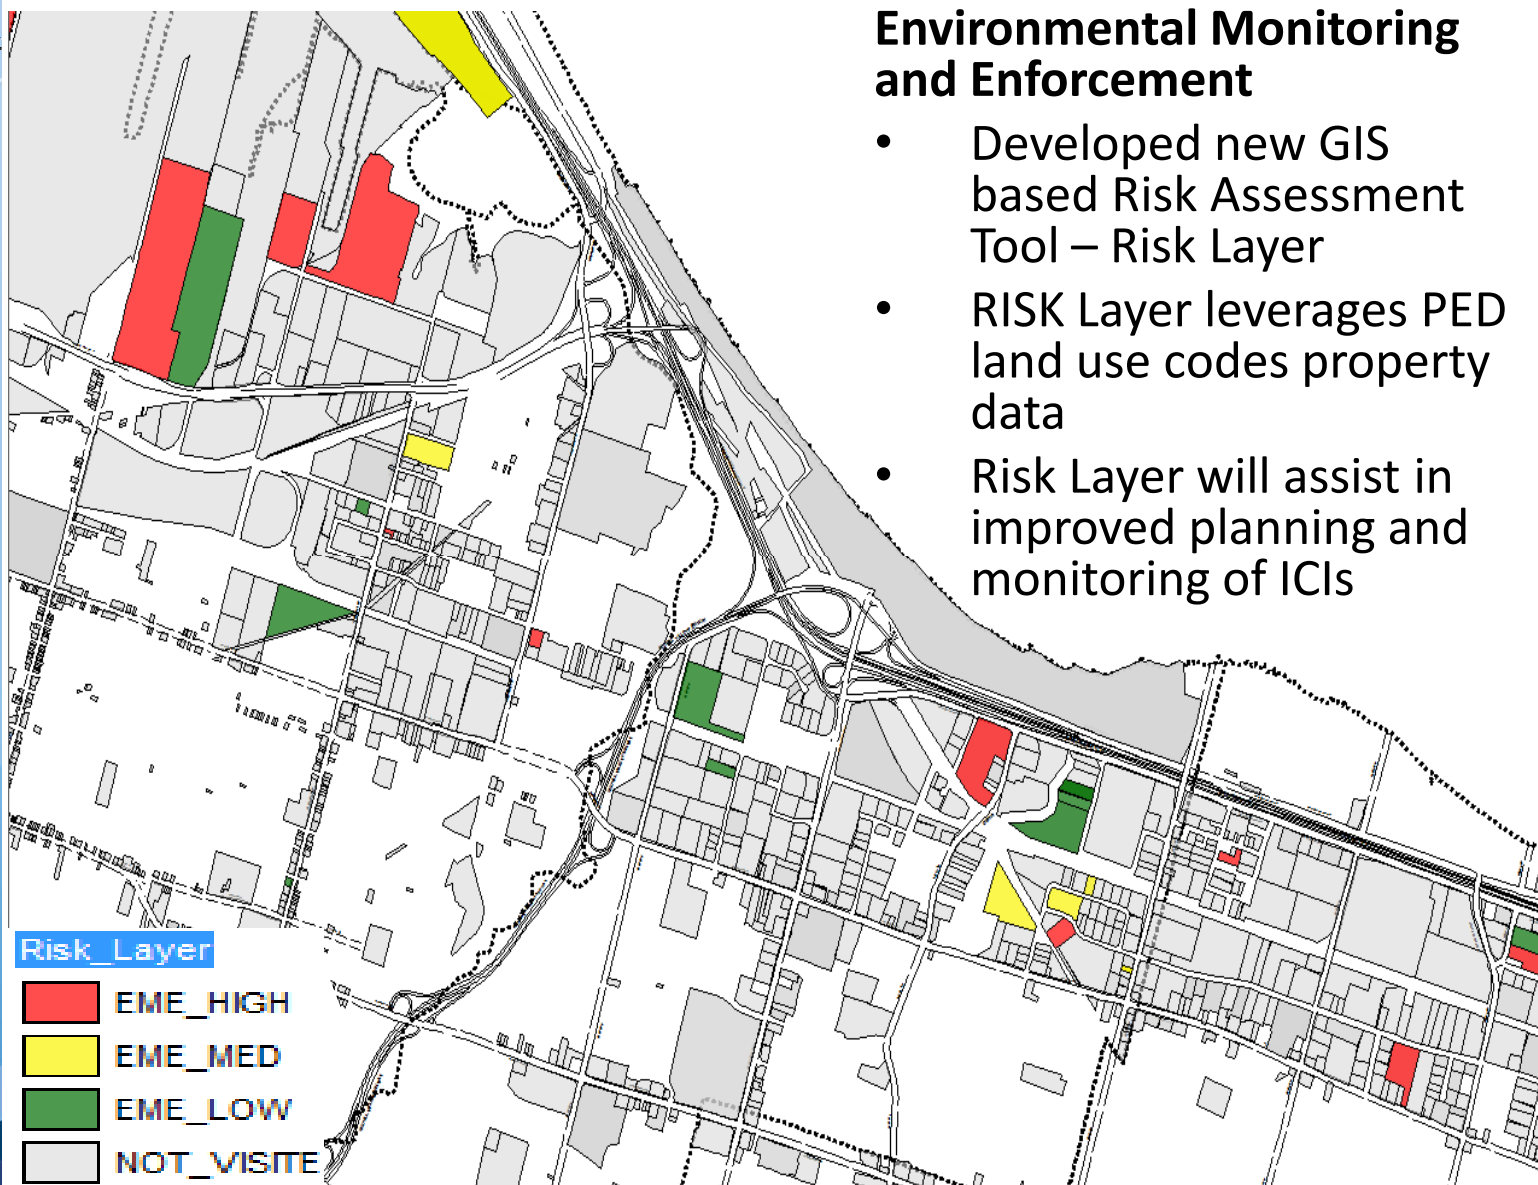 Environmental Monitoring
and Enforcement
• Developed new GIS
based Risk Assessment
Tool – Risk Layer
• RISK Layer leverages PED
land use codes property
data
• Risk Layer will assist in
improved planning and
monitoring of ICIs
Risk_Layer
EME_HIGH
EME_MED
EME_LOW
NOT_VISITE